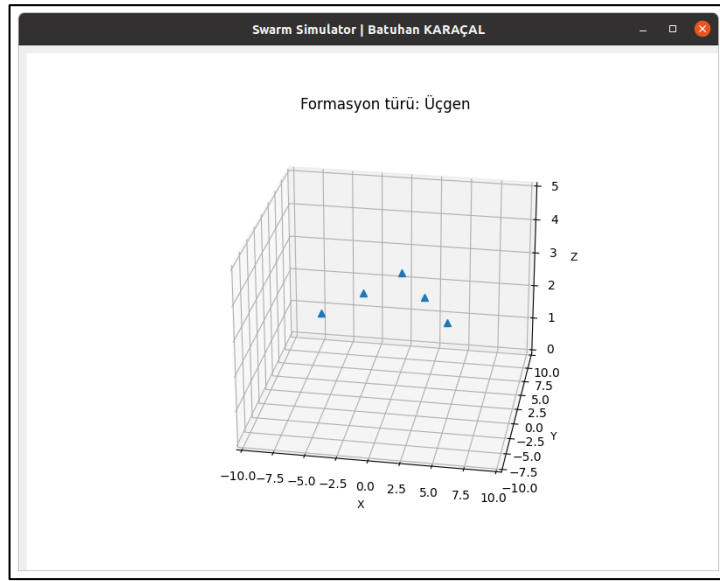 Swarm Simulator | Batuhan KARAÇAL
Formasyon türü: Üçgen
5
4
3
2
1
0
Z
10.0
7.5
5.0
2.5
0.0
−2.5
−5.0
−7.5
−10.0
Y
−10.0 −7.5 −5.0 −2.5 0.0 2.5 5.0 7.5 10.0
X